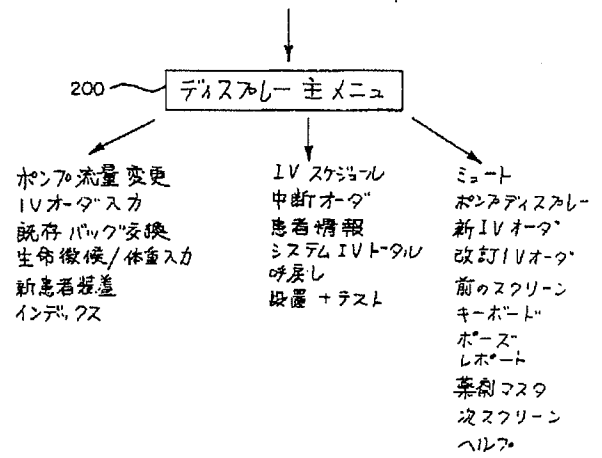 200
ディスプレー主メニュ
ポンプ流量変更
IVオーダ入力
既存バッグ交換
生命徴候/体重入力
新患者装着
インデックス
IVスケジュール
中断オーダ
患者情報
システムIVトータル
呼戻し
設置+テスト
ミュート
ポンプディスプレー
新IVオーダ
改訂IVオーダ
前のスクリーン
キーボード
ポーズ
レポート
薬剤マスタ
次スクリーン
ヘルプ